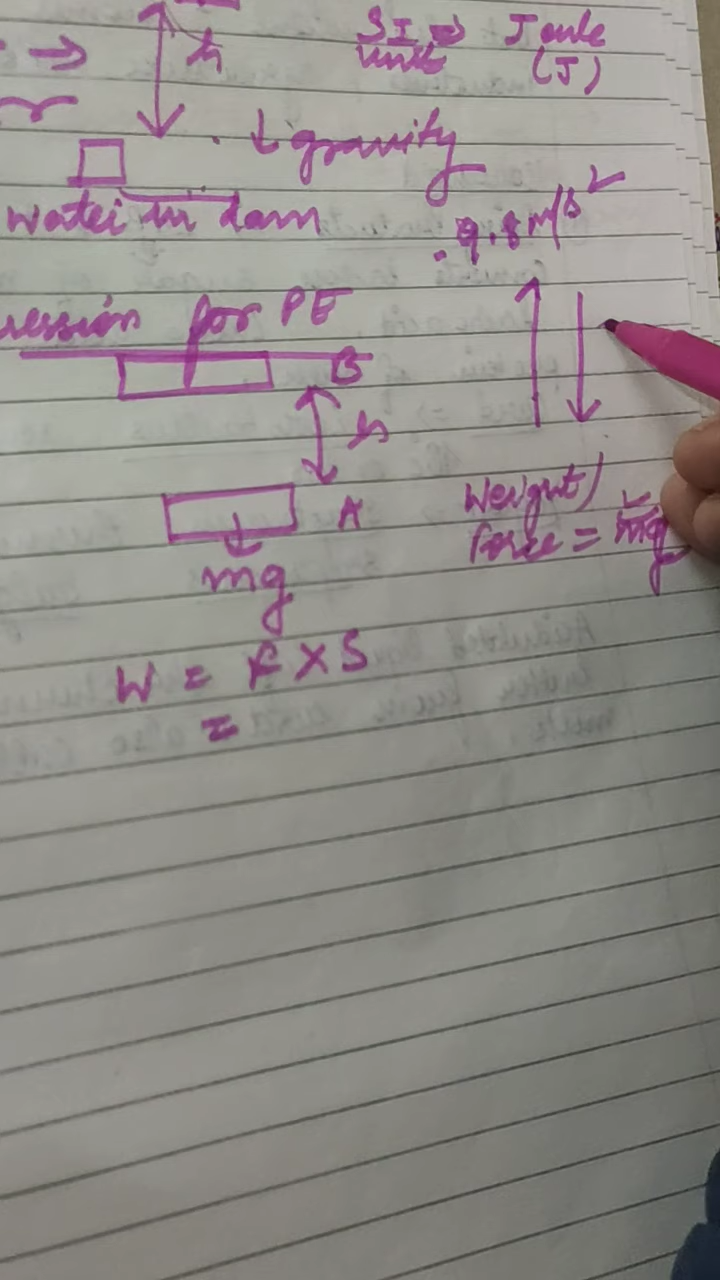 SI ⇒ Joule
unit (J)
→ h
↓ gravity
water in dam
9.8 m/s²
ression for PE
B
h
A
mg
Weight/
Force = mg
W = F × S
=